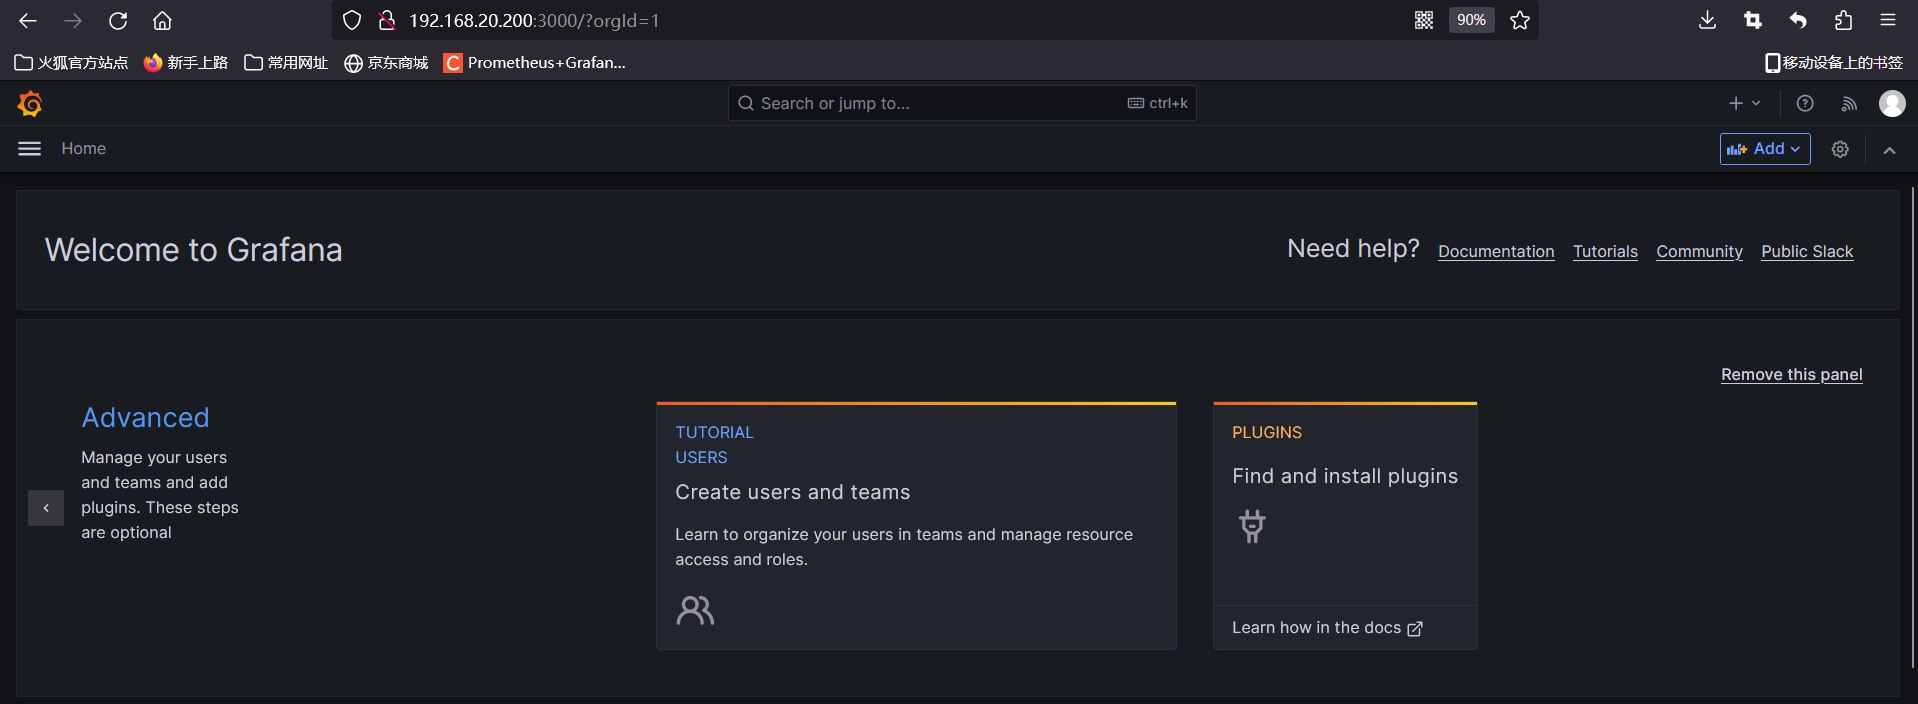 192.168.20.200:3000/?orgId=1
90%
火狐官方站点 新手上路 常用网址 京东商城 Prometheus+Grafan...
移动设备上的书签
Search or jump to...
ctrl+k
Home
Add
Welcome to Grafana
Need help? Documentation Tutorials Community Public Slack
Remove this panel
Advanced
Manage your users
and teams and add
plugins. These steps
are optional
TUTORIAL
USERS
Create users and teams
Learn to organize your users in teams and manage resource
access and roles.
PLUGINS
Find and install plugins
Learn how in the docs